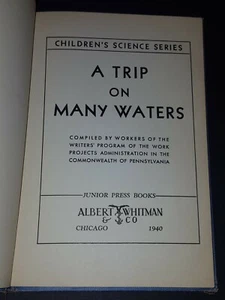 CHILDREN'S SCIENCE SERIES
A TRIP
ON
MANY WATERS
COMPILED BY WORKERS OF THE
WRITERS' PROGRAM OF THE WORK
PROJECTS ADMINISTRATION IN THE
COMMONWEALTH OF PENNSYLVANIA
JUNIOR PRESS BOOKS
ALBERT WHITMAN
& CO
CHICAGO 1940